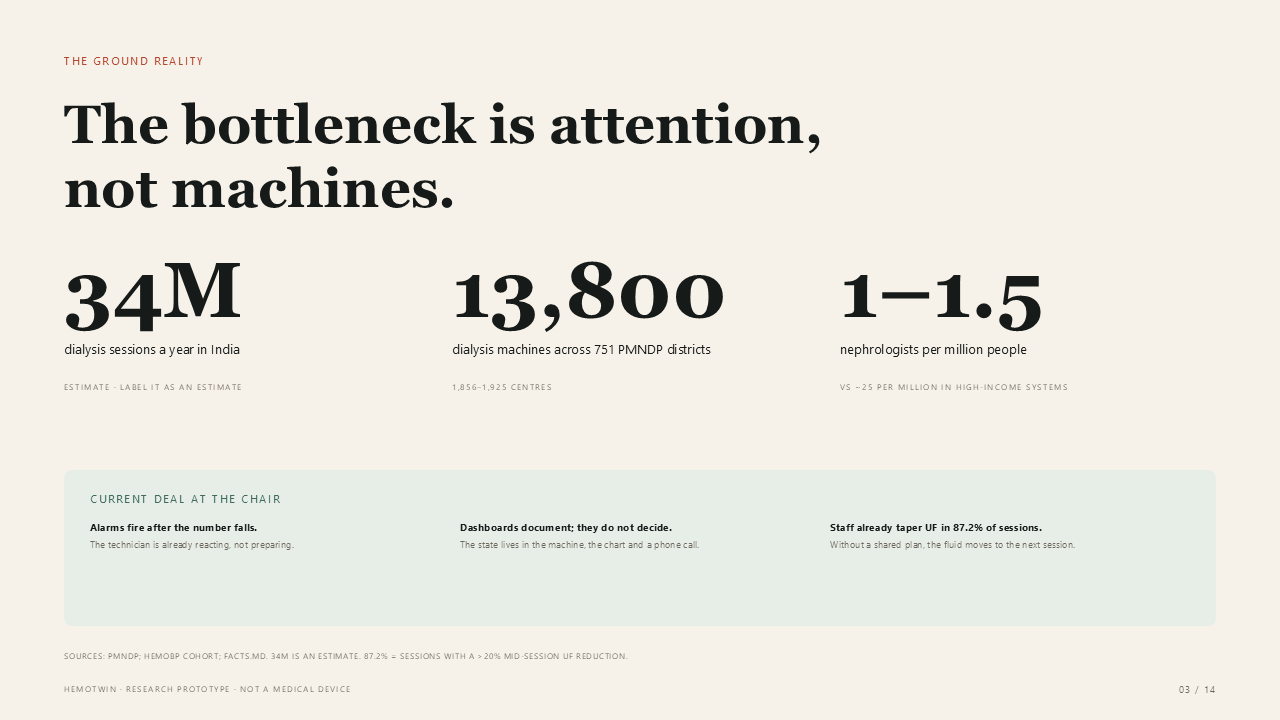 THE GROUND REALITY
The bottleneck is attention,
not machines.
34M
dialysis sessions a year in India
ESTIMATE · LABEL IT AS AN ESTIMATE
13,800
dialysis machines across 751 PMNDP districts
1,856–1,925 CENTRES
1–1.5
nephrologists per million people
VS ~25 PER MILLION IN HIGH-INCOME SYSTEMS
CURRENT DEAL AT THE CHAIR
Alarms fire after the number falls.
The technician is already reacting, not preparing.
Dashboards document; they do not decide.
The state lives in the machine, the chart and a phone call.
Staff already taper UF in 87.2% of sessions.
Without a shared plan, the fluid moves to the next session.
SOURCES: PMNDP; HEMOBP COHORT; FACTS.MD. 34M IS AN ESTIMATE. 87.2% = SESSIONS WITH A >20% MID-SESSION UF REDUCTION.
HEMOTWIN · RESEARCH PROTOTYPE · NOT A MEDICAL DEVICE
03 / 14